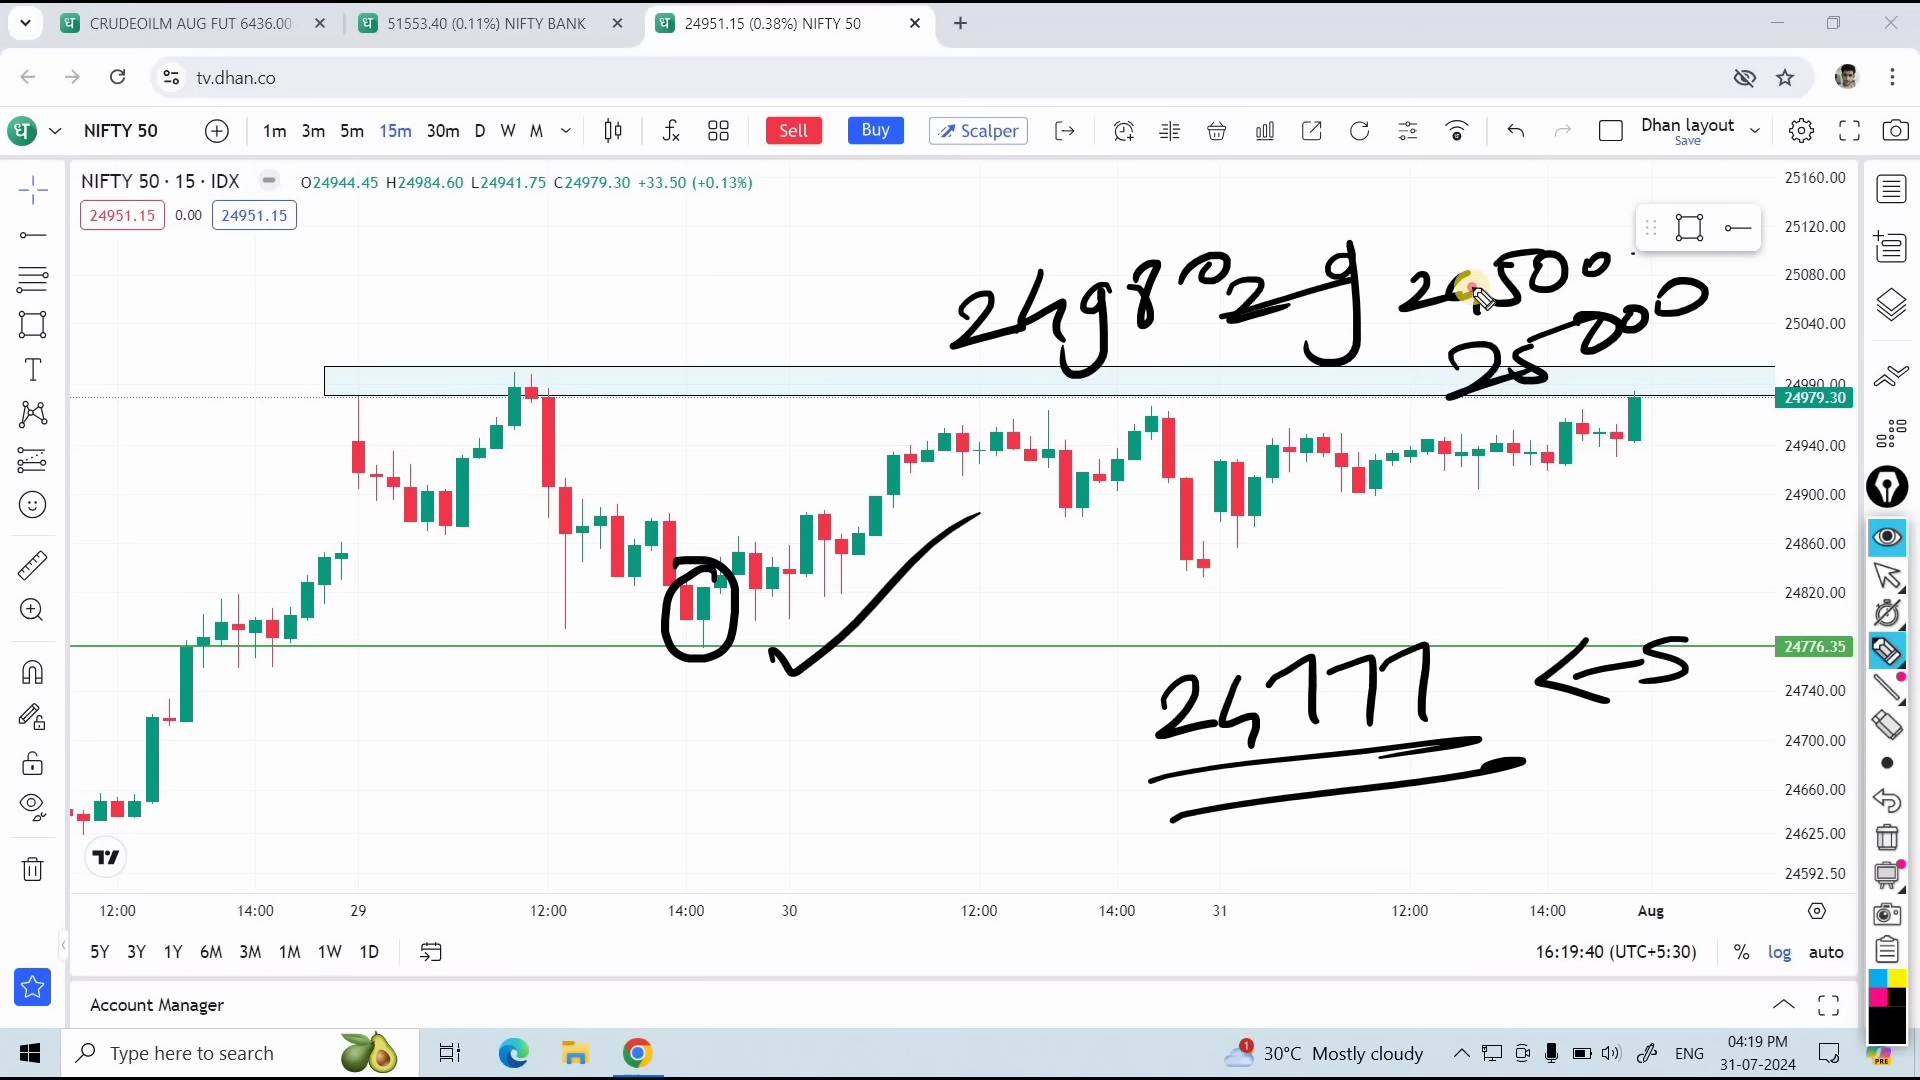 CRUDEOILM AUG FUT 6436.00
51553.40 (0.11%) NIFTY BANK
24951.15 (0.38%) NIFTY 50
tv.dhan.co
ध NIFTY 50 1m 3m 5m 15m 30m D W M Sell Buy Scalper Dhan layout
Save
NIFTY 50 · 15 · IDX O24944.45 H24984.60 L24941.75 C24979.30 +33.50 (+0.13%)
24951.15 0.00 24951.15
25160.00
25120.00
25080.00
25040.00
24990.00
24979.30
24940.00
24900.00
24860.00
24820.00
24776.35
24740.00
24700.00
24660.00
24625.00
24592.50
25000
24,777
← S
12:00 14:00 29 12:00 14:00 30 12:00 14:00 31 12:00 14:00 Aug
5Y 3Y 1Y 6M 3M 1M 1W 1D 16:19:40 (UTC+5:30) % log auto
Account Manager
Type here to search
1 30°C Mostly cloudy ENG 04:19 PM
31-07-2024
PRE